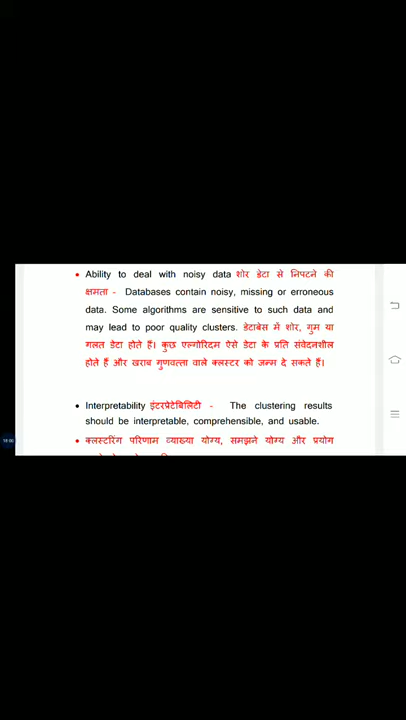 Ability to deal with noisy data शोर डेटा से निपटने की
क्षमता - Databases contain noisy, missing or erroneous
data. Some algorithms are sensitive to such data and
may lead to poor quality clusters. डेटाबेस में शोर, गुम या
गलत डेटा होते हैं। कुछ एल्गोरिदम ऐसे डेटा के प्रति संवेदनशील
होते हैं और खराब गुणवत्ता वाले क्लस्टर को जन्म दे सकते हैं।
Interpretability इंटरप्रेटेबिलिटी - The clustering results
should be interpretable, comprehensible, and usable.
क्लस्टरिंग परिणाम व्याख्या योग्य, समझने योग्य और प्रयोग